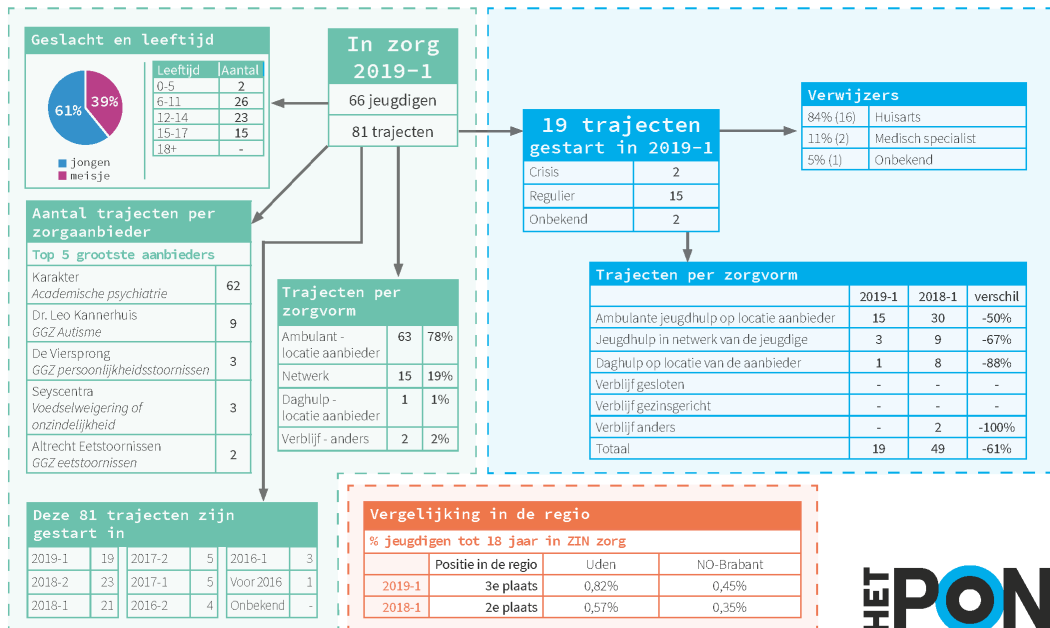 Geslacht en leeftijd
61%
39%
jongen
meisje
Leeftijd Aantal
0-5 2
6-11 26
12-14 23
15-17 15
18+ -
In zorg
2019-1
66 jeugdigen
81 trajecten
19 trajecten
gestart in 2019-1
Crisis 2
Regulier 15
Onbekend 2
Verwijzers
84% (16) Huisarts
11% (2) Medisch specialist
5% (1) Onbekend
Aantal trajecten per
zorgaanbieder
Top 5 grootste aanbieders
Karakter
Academische psychiatrie 62
Dr. Leo Kannerhuis
GGZ Autisme 9
De Viersprong
GGZ persoonlijkheidsstoornissen 3
Seyscentra
Voedselweigering of
onzindelijkheid 3
Altrecht Eetstoornissen
GGZ eetstoornissen 2
Trajecten per
zorgvorm
Ambulant -
locatie aanbieder 63 78%
Netwerk 15 19%
Daghulp -
locatie aanbieder 1 1%
Verblijf - anders 2 2%
Trajecten per zorgvorm
2019-1 2018-1 verschil
Ambulante jeugdhulp op locatie aanbieder 15 30 -50%
Jeugdhulp in netwerk van de jeugdige 3 9 -67%
Daghulp op locatie van de aanbieder 1 8 -88%
Verblijf gesloten - - -
Verblijf gezinsgericht - - -
Verblijf anders - 2 -100%
Totaal 19 49 -61%
Deze 81 trajecten zijn
gestart in
2019-1 19 2017-2 5 2016-1 3
2018-2 23 2017-1 5 Voor 2016 1
2018-1 21 2016-2 4 Onbekend -
Vergelijking in de regio
% jeugdigen tot 18 jaar in ZIN zorg
Positie in de regio Uden NO-Brabant
2019-1 3e plaats 0,82% 0,45%
2018-1 2e plaats 0,57% 0,35%
HET PON